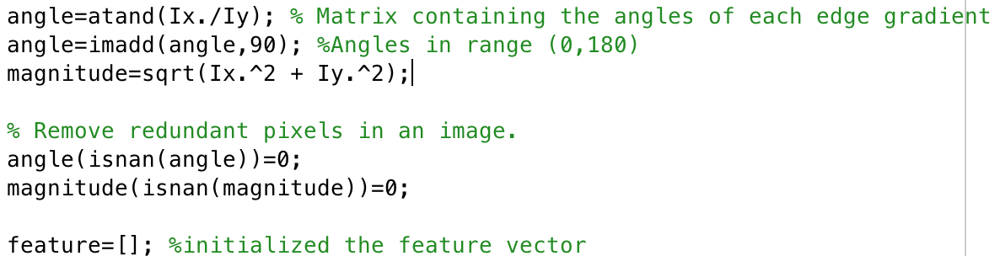 angle=atand(Ix./Iy); % Matrix containing the angles of each edge gradient
angle=imadd(angle,90); %Angles in range (0,180)
magnitude=sqrt(Ix.^2 + Iy.^2);
% Remove redundant pixels in an image.
angle(isnan(angle))=0;
magnitude(isnan(magnitude))=0;
feature=[]; %initialized the feature vector